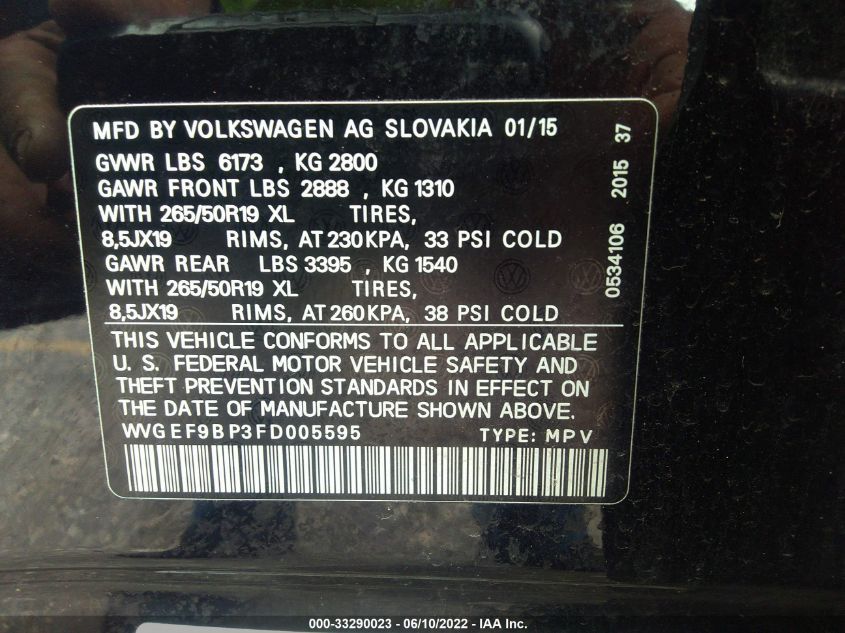 MFD BY VOLKSWAGEN AG SLOVAKIA 01/15
GVWR LBS 6173 , KG 2800
GAWR FRONT LBS 2888 , KG 1310
WITH 265/50R19 XL TIRES,
8,5JX19 RIMS, AT 230KPA, 33 PSI COLD
GAWR REAR LBS 3395 , KG 1540
WITH 265/50R19 XL TIRES,
8,5JX19 RIMS, AT 260KPA, 38 PSI COLD
THIS VEHICLE CONFORMS TO ALL APPLICABLE
U. S. FEDERAL MOTOR VEHICLE SAFETY AND
THEFT PREVENTION STANDARDS IN EFFECT ON
THE DATE OF MANUFACTURE SHOWN ABOVE.
WVGEF9BP3FD005595 TYPE: MPV
0534106 2015 37
000-33290023 - 06/10/2022 - IAA Inc.